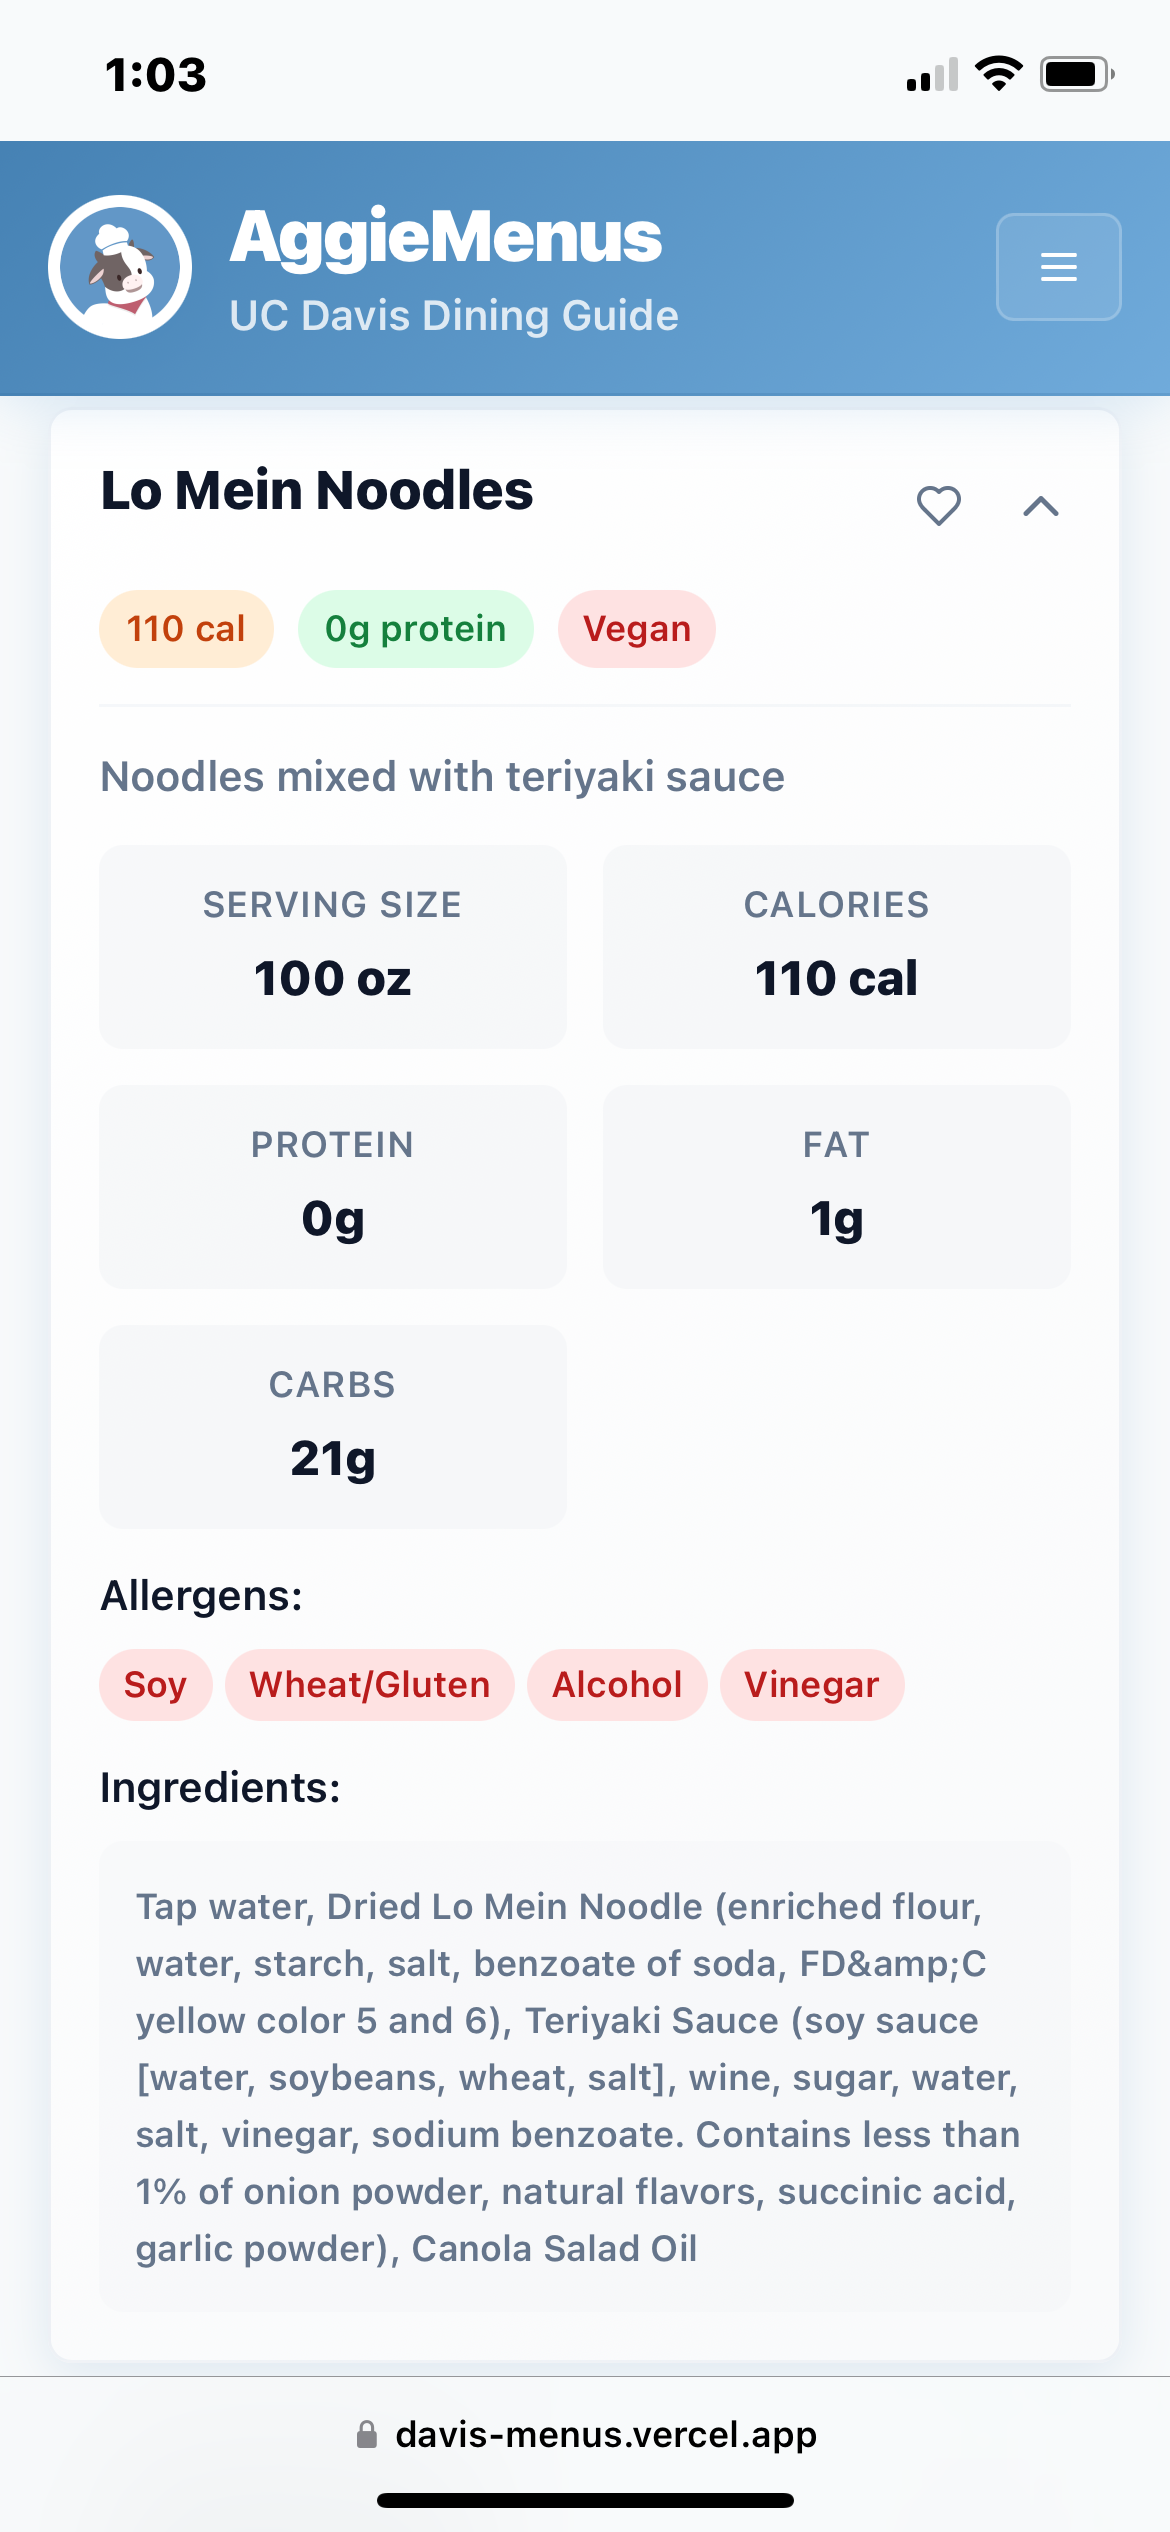 1:03
AggieMenus
UC Davis Dining Guide
Lo Mein Noodles
110 cal
0g protein
Vegan
Noodles mixed with teriyaki sauce
SERVING SIZE
100 oz
CALORIES
110 cal
PROTEIN
0g
FAT
1g
CARBS
21g
Allergens:
Soy
Wheat/Gluten
Alcohol
Vinegar
Ingredients:
Tap water, Dried Lo Mein Noodle (enriched flour,
water, starch, salt, benzoate of soda, FD&amp;C
yellow color 5 and 6), Teriyaki Sauce (soy sauce
[water, soybeans, wheat, salt], wine, sugar, water,
salt, vinegar, sodium benzoate. Contains less than
1% of onion powder, natural flavors, succinic acid,
garlic powder), Canola Salad Oil
davis-menus.vercel.app